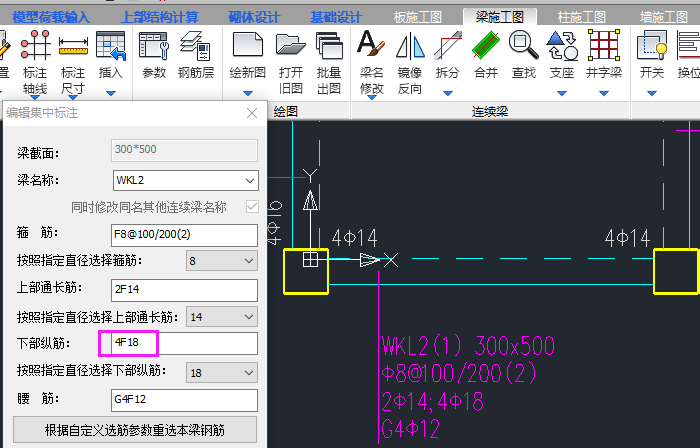 模型荷载输入 上部结构计算 砌体设计 基础设计 板施工图 梁施工图 柱施工图 墙施工图
置 标注轴线 标注尺寸 插入 参数 钢筋层 绘新图 打开旧图 批量出图 梁名修改 镜像反向 拆分 合并 查找 支座 井字梁 开关 换位
绘图 连续梁
编辑集中标注
梁截面： 300*500
梁名称： WKL2
同时修改同名其他连续梁名称
箍 筋： F8@100/200(2)
按照指定直径选择箍筋： 8
上部通长筋： 2F14
按照指定直径选择上部通长筋： 14
下部纵筋： 4F18
按照指定直径选择下部纵筋： 18
腰 筋： G4F12
根据自定义选筋参数重选本梁钢筋
Y
4Φ16
4Φ14 4Φ14
X
WKL2(1) 300x500
Φ8@100/200(2)
2Φ14;4Φ18
G4Φ12